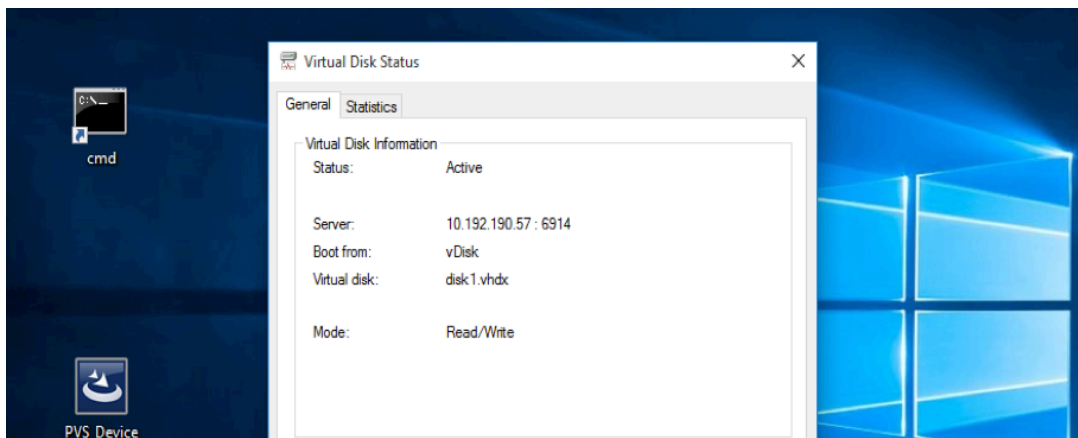 Virtual Disk Status
General Statistics
Virtual Disk Information
Status: Active
Server: 10.192.190.57 : 6914
Boot from: vDisk
Virtual disk: disk1.vhdx
Mode: Read/Write
C:\_
cmd
PVS Device